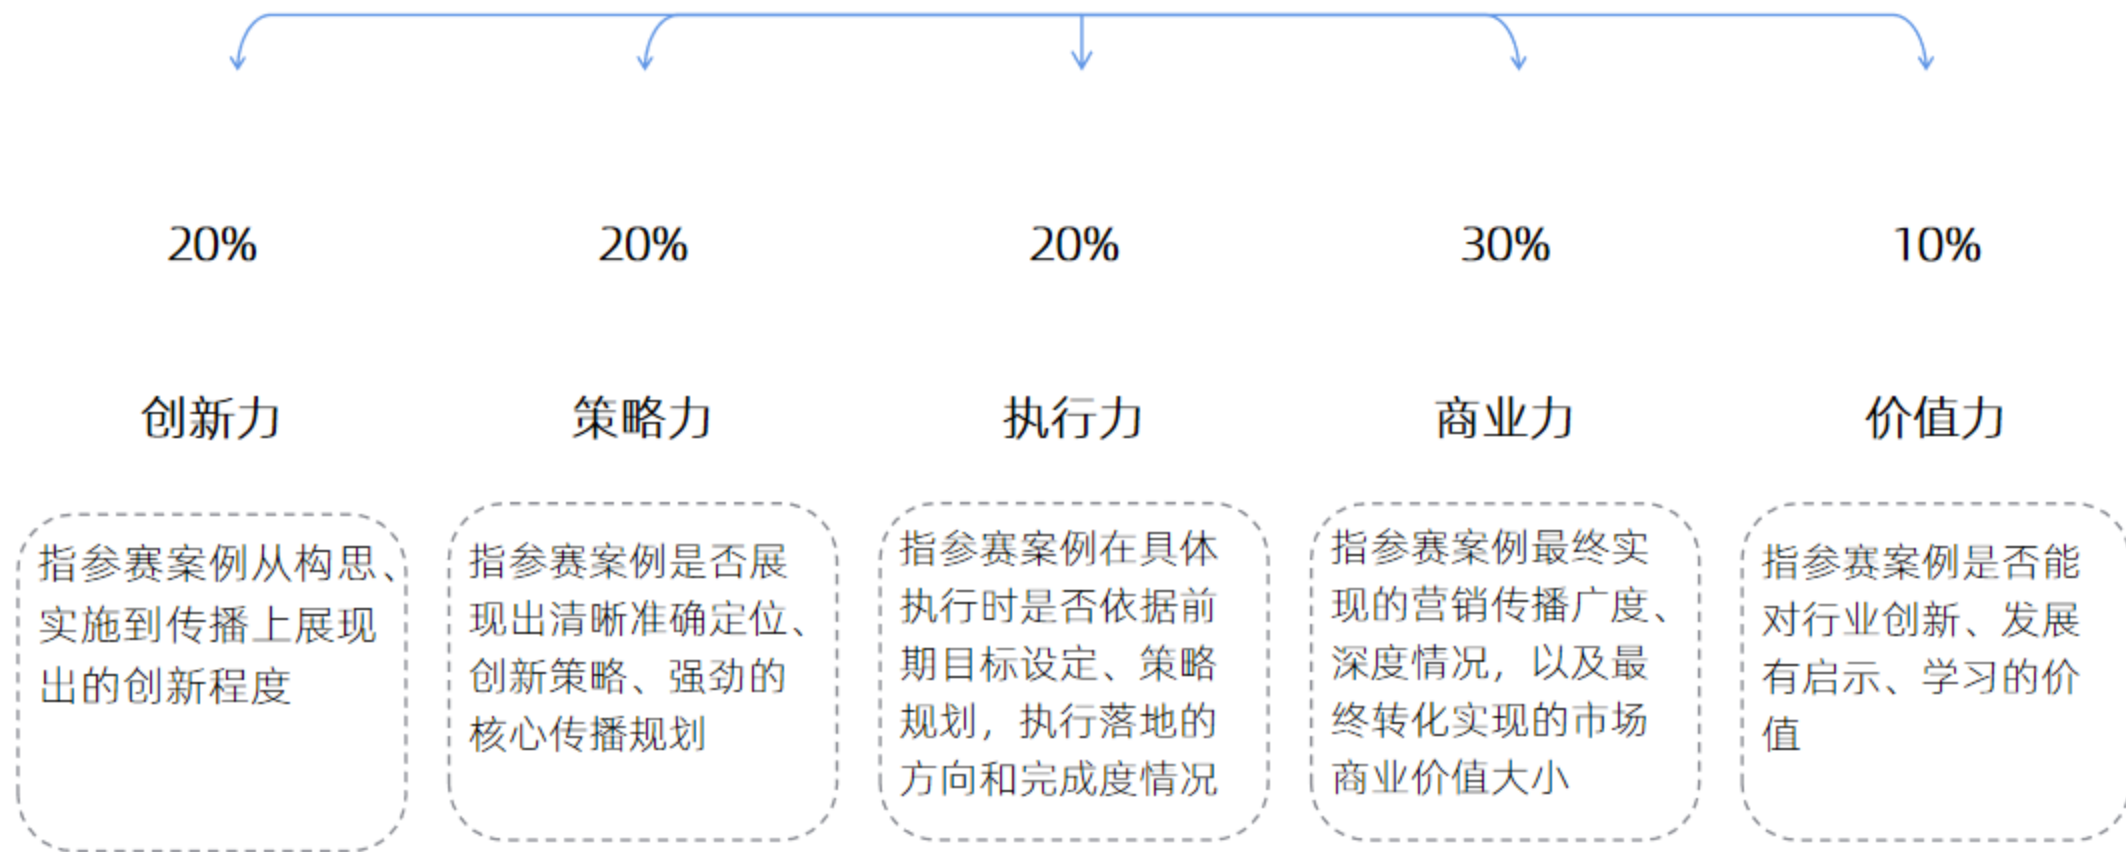 20%
20%
20%
30%
10%
创新力
策略力
执行力
商业力
价值力
指参赛案例从构思、
实施到传播上展现
出的创新程度
指参赛案例是否展
现出清晰准确定位、
创新策略、强劲的
核心传播规划
指参赛案例在具体
执行时是否依据前
期目标设定、策略
规划，执行落地的
方向和完成度情况
指参赛案例最终实
现的营销传播广度、
深度情况，以及最
终转化实现的市场
商业价值大小
指参赛案例是否能
对行业创新、发展
有启示、学习的价
值